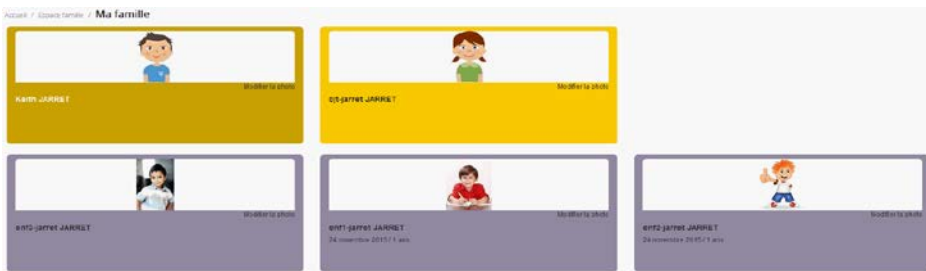 Accueil / Espace famille / Ma famille
Modifier la photo
Karim JARRET
Modifier la photo
cjt-jarret JARRET
Modifier la photo
enf3-jarret JARRET
Modifier la photo
enf1-jarret JARRET
24 novembre 2015 / 1 ans
Modifier la photo
enf2-jarret JARRET
24 novembre 2015 / 1 ans